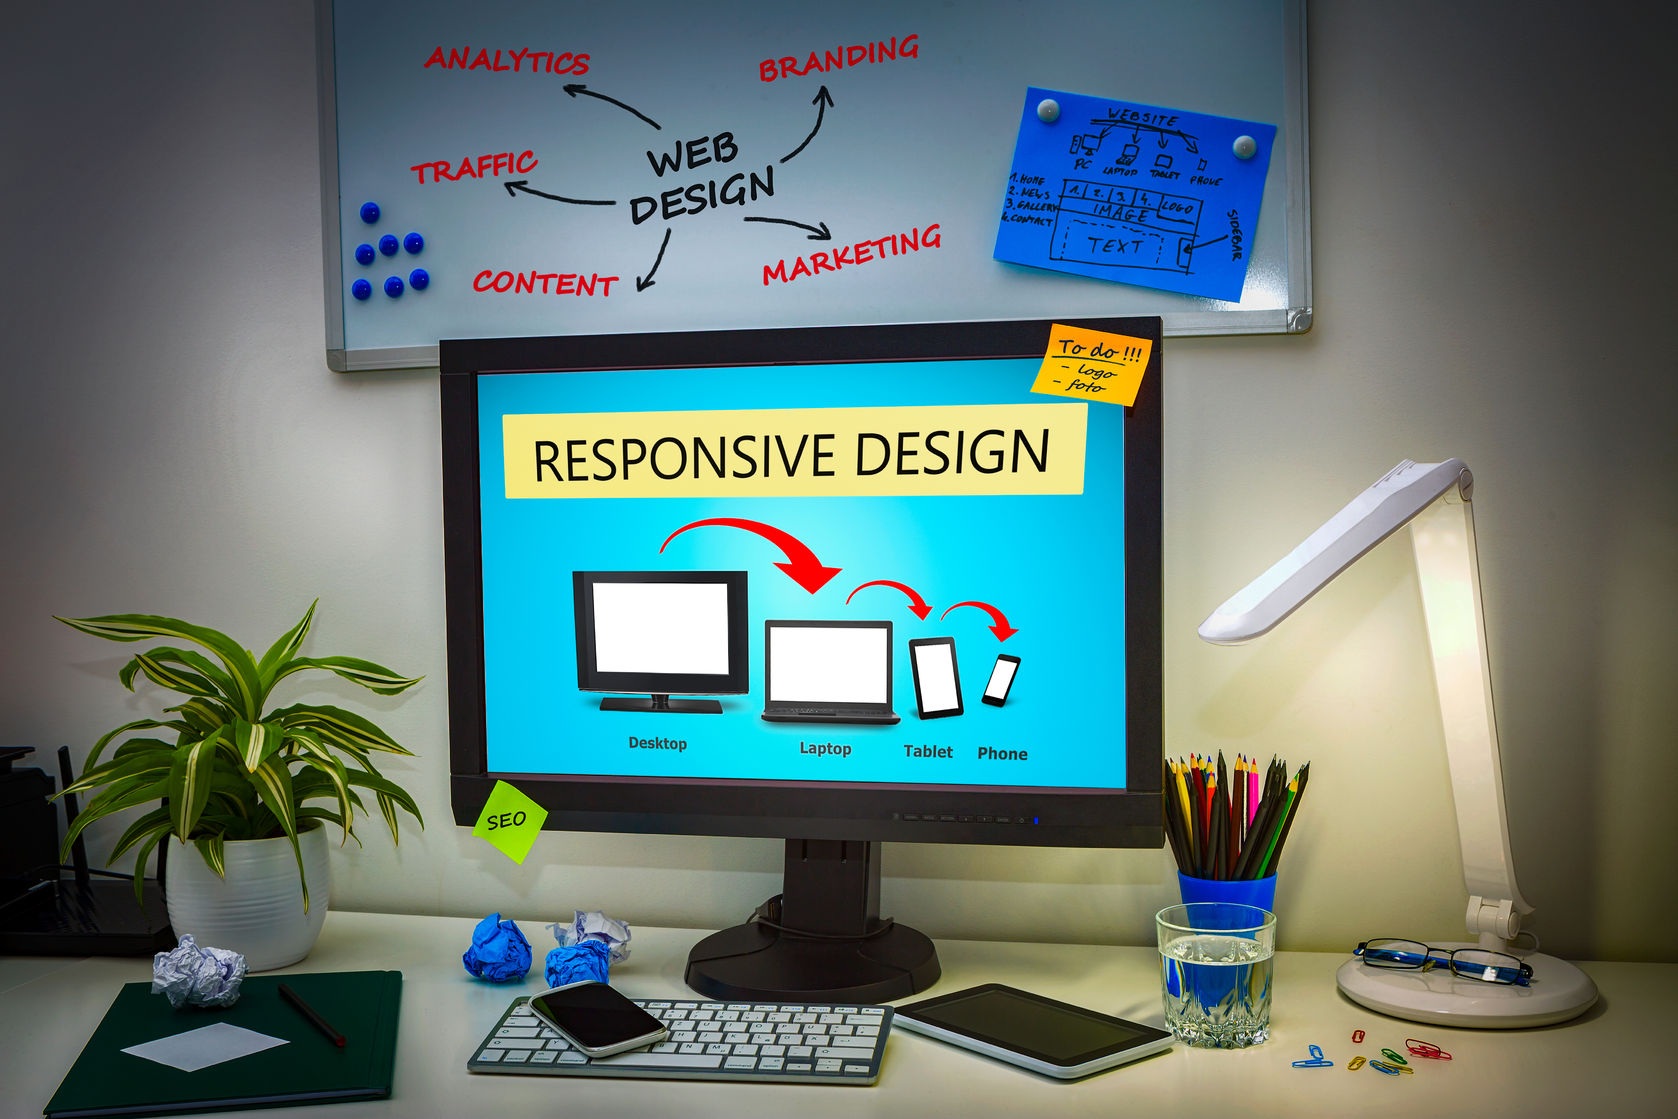 ANALYTICS
BRANDING
TRAFFIC
WEB
DESIGN
CONTENT
MARKETING
WEBSITE
PC
LAPTOP
TABLET
PHONE
1. HOME
2. NEWS
3. GALLERY
4. CONTACT
1. 2. 3. 4. LOGO
IMAGE
TEXT
SIDEBAR
To do !!!
- logo
- foto
RESPONSIVE DESIGN
Desktop
Laptop
Tablet
Phone
SEO